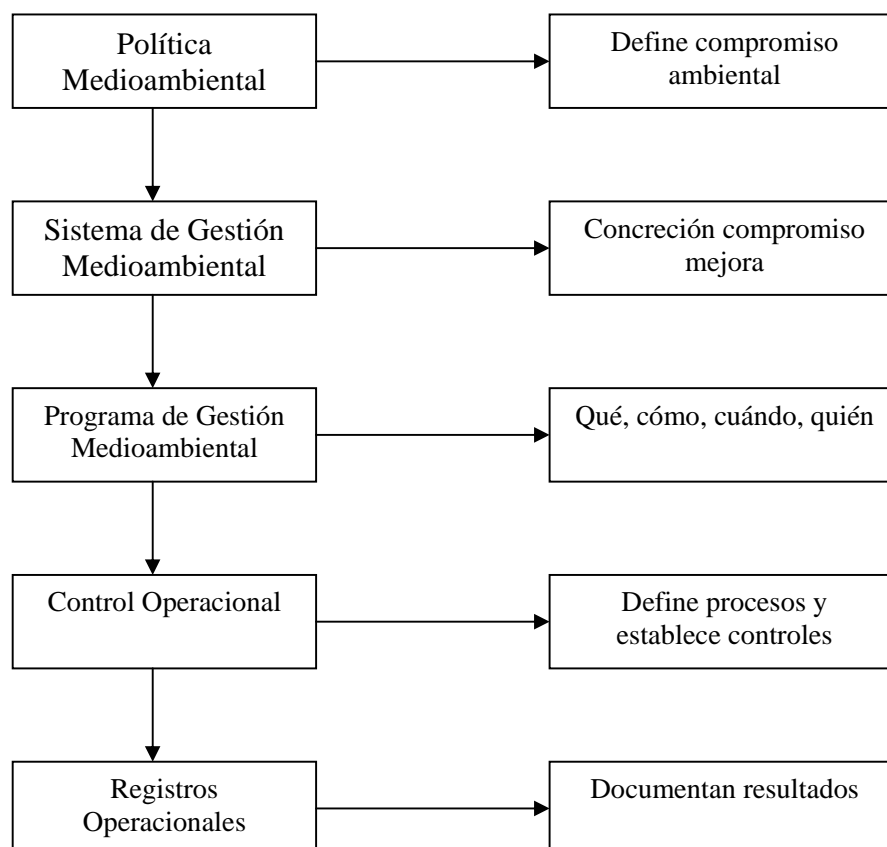 Política
Medioambiental
Define compromiso
ambiental
Sistema de Gestión
Medioambiental
Concreción compromiso
mejora
Programa de Gestión
Medioambiental
Qué, cómo, cuándo, quién
Control Operacional
Define procesos y
establece controles
Registros
Operacionales
Documentan resultados